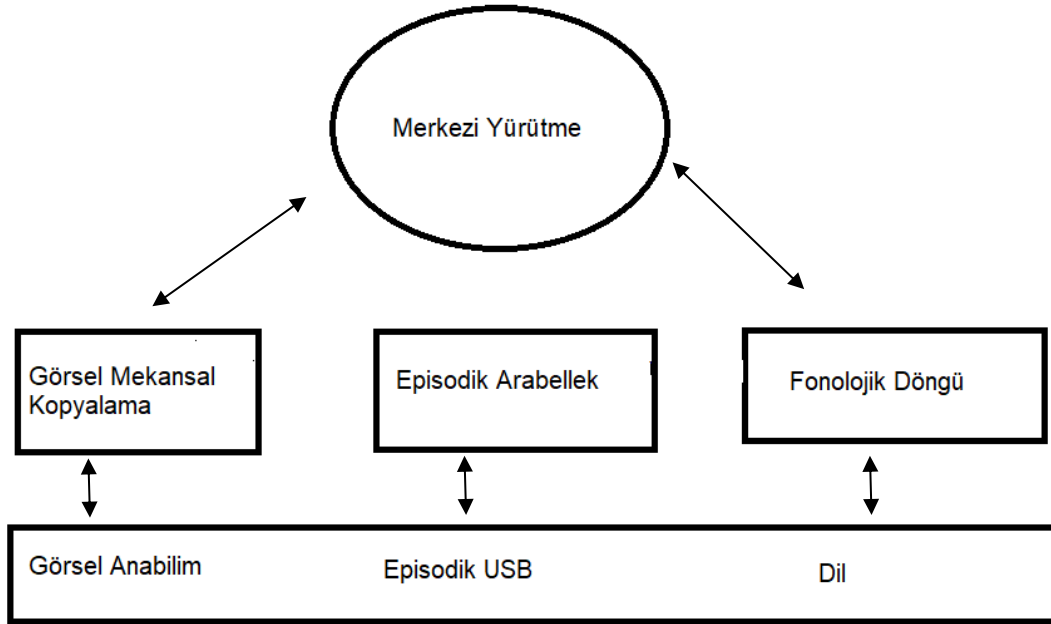 Merkezi Yürütme
Görsel Mekansal
Kopyalama
Episodik Arabellek
Fonolojik Döngü
Görsel Anabilim
Episodik USB
Dil